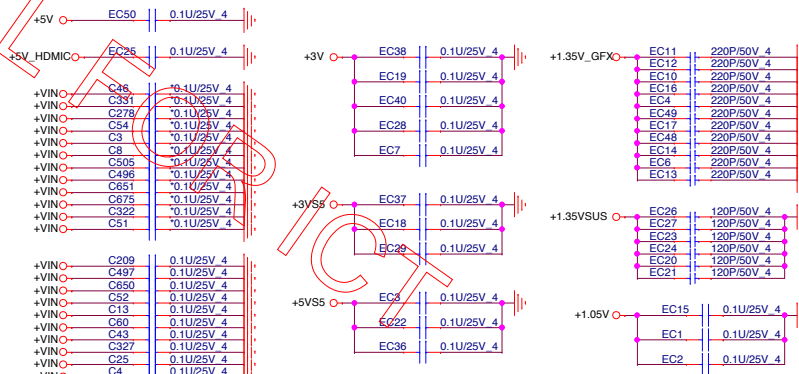 +5V EC50 0.1U/25V_4
+5V_HDMIC EC25 0.1U/25V_4
+VIN C46 *0.1U/25V_4
+VIN C331 *0.1U/25V_4
+VIN C278 *0.1U/25V_4
+VIN C54 *0.1U/25V_4
+VIN C3 *0.1U/25V_4
+VIN C8 *0.1U/25V_4
+VIN C505 *0.1U/25V_4
+VIN C496 *0.1U/25V_4
+VIN C651 *0.1U/25V_4
+VIN C675 *0.1U/25V_4
+VIN C322 *0.1U/25V_4
+VIN C51 *0.1U/25V_4
+VIN C209 0.1U/25V_4
+VIN C497 0.1U/25V_4
+VIN C650 0.1U/25V_4
+VIN C52 0.1U/25V_4
+VIN C13 0.1U/25V_4
+VIN C60 0.1U/25V_4
+VIN C43 0.1U/25V_4
+VIN C327 0.1U/25V_4
+VIN C25 0.1U/25V_4
+VIN C4 0.1U/25V_4
+3V EC38 0.1U/25V_4
EC19 0.1U/25V_4
EC40 0.1U/25V_4
EC28 0.1U/25V_4
EC7 0.1U/25V_4
+3VS5 EC37 0.1U/25V_4
EC18 0.1U/25V_4
EC29 0.1U/25V_4
+5VS5 EC3 0.1U/25V_4
EC22 0.1U/25V_4
EC36 0.1U/25V_4
+1.35V_GFX EC11 220P/50V_4
EC12 220P/50V_4
EC10 220P/50V_4
EC16 220P/50V_4
EC4 220P/50V_4
EC49 220P/50V_4
EC17 220P/50V_4
EC48 220P/50V_4
EC14 220P/50V_4
EC6 220P/50V_4
EC13 220P/50V_4
+1.35VSUS EC26 120P/50V_4
EC27 120P/50V_4
EC23 120P/50V_4
EC24 120P/50V_4
EC20 120P/50V_4
EC21 120P/50V_4
+1.05V EC15 0.1U/25V_4
EC1 0.1U/25V_4
EC2 0.1U/25V_4